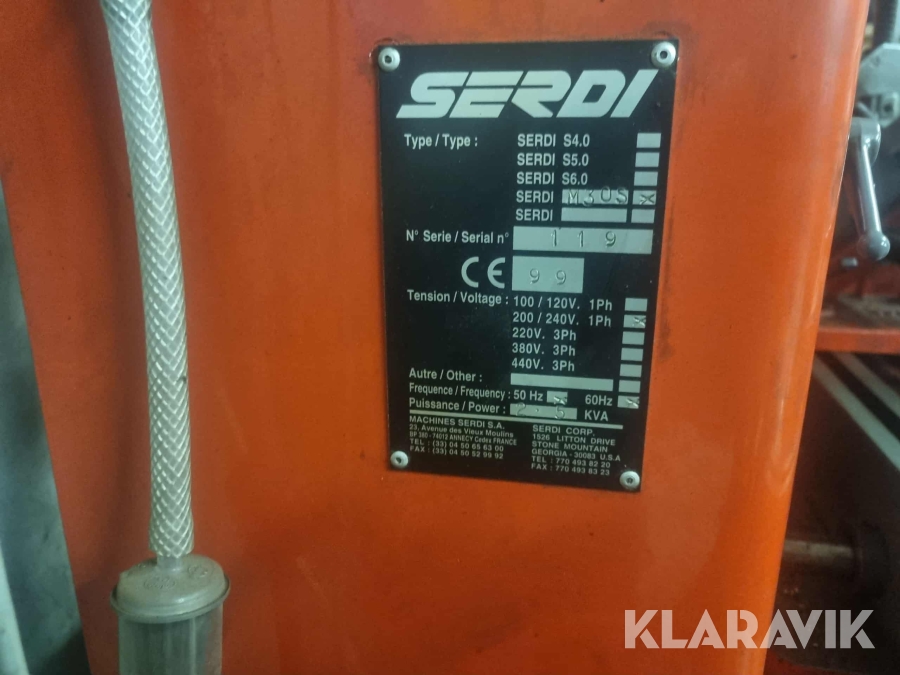 SERDI
Type / Type : SERDI S4.0
SERDI S5.0
SERDI S6.0
SERDI M30S x
SERDI
N° Serie / Serial n° 119
CE 99
Tension / Voltage : 100 / 120V. 1Ph
200 / 240V. 1Ph x
220V. 3Ph
380V. 3Ph
440V. 3Ph
Autre / Other :
Frequence / Frequency : 50 Hz x 60Hz x
Puissance / Power : 2.5 KVA
MACHINES SERDI S.A.
23, Avenue des Vieux Moulins
BP 380 - 74012 ANNECY Cédex FRANCE
TEL : (33) 04 50 65 63 00
FAX : (33) 04 50 52 99 92
SERDI CORP.
1526 LITTON DRIVE
STONE MOUNTAIN
GEORGIA - 30083 U.S.A
TEL : 770 493 82 20
FAX : 770 493 83 23
KLARAVIK